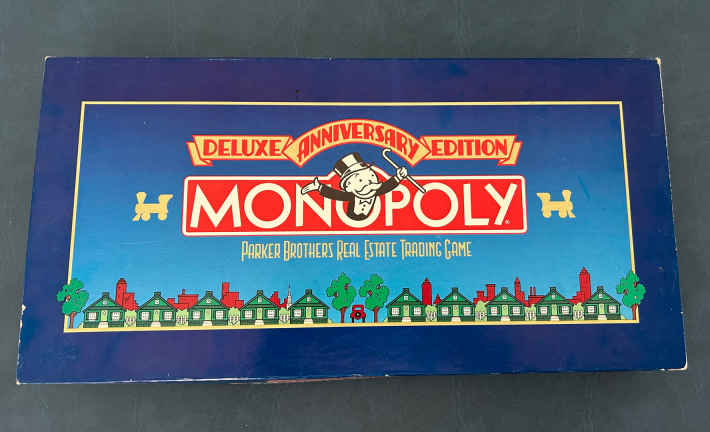 DELUXE ANNIVERSARY EDITION
MONOPOLY®
PARKER BROTHERS REAL ESTATE TRADING GAME